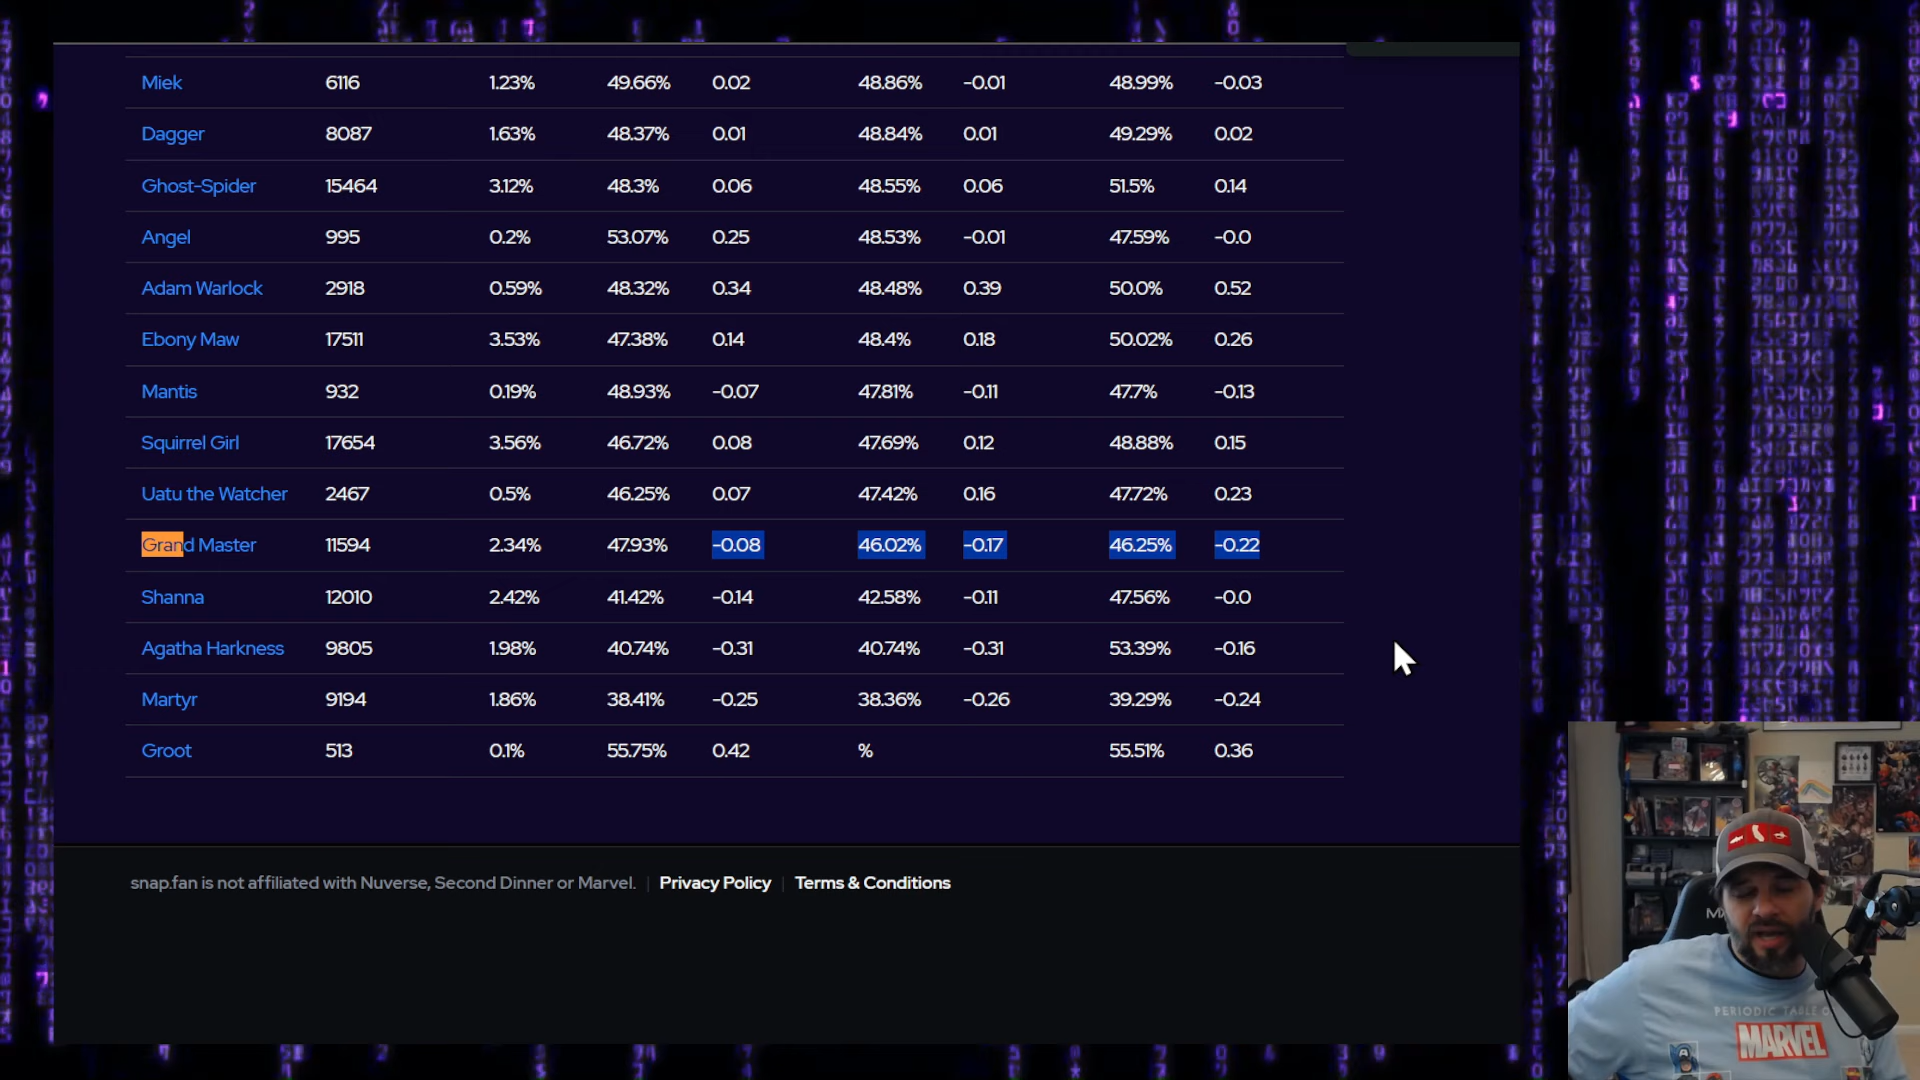 Miek 6116 1.23% 49.66% 0.02 48.86% -0.01 48.99% -0.03
Dagger 8087 1.63% 48.37% 0.01 48.84% 0.01 49.29% 0.02
Ghost-Spider 15464 3.12% 48.3% 0.06 48.55% 0.06 51.5% 0.14
Angel 995 0.2% 53.07% 0.25 48.53% -0.01 47.59% -0.0
Adam Warlock 2918 0.59% 48.32% 0.34 48.48% 0.39 50.0% 0.52
Ebony Maw 17511 3.53% 47.38% 0.14 48.4% 0.18 50.02% 0.26
Mantis 932 0.19% 48.93% -0.07 47.81% -0.11 47.7% -0.13
Squirrel Girl 17654 3.56% 46.72% 0.08 47.69% 0.12 48.88% 0.15
Uatu the Watcher 2467 0.5% 46.25% 0.07 47.42% 0.16 47.72% 0.23
Grand Master 11594 2.34% 47.93% -0.08 46.02% -0.17 46.25% -0.22
Shanna 12010 2.42% 41.42% -0.14 42.58% -0.11 47.56% -0.0
Agatha Harkness 9805 1.98% 40.74% -0.31 40.74% -0.31 53.39% -0.16
Martyr 9194 1.86% 38.41% -0.25 38.36% -0.26 39.29% -0.24
Groot 513 0.1% 55.75% 0.42 % 55.51% 0.36
snap.fan is not affiliated with Nuverse, Second Dinner or Marvel. | Privacy Policy | Terms & Conditions
PERIODIC TABLE O
MARVEL